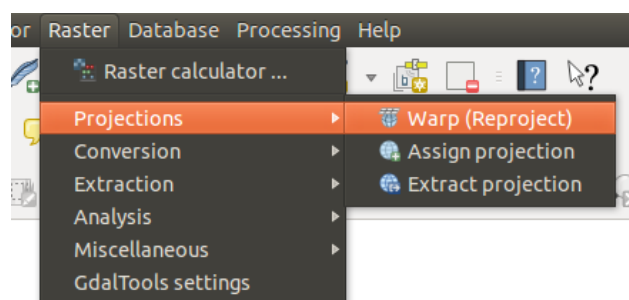 or Raster Database Processing Help
Raster calculator ...
Projections
Warp (Reproject)
Conversion
Assign projection
Extraction
Extract projection
Analysis
Miscellaneous
GdalTools settings